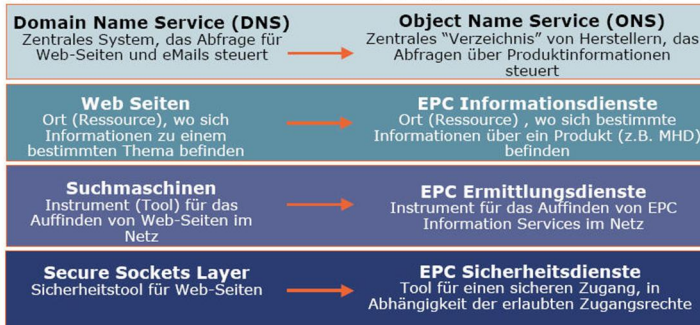 Domain Name Service (DNS)
Zentrales System, das Abfrage für
Web-Seiten und eMails steuert
Object Name Service (ONS)
Zentrales “Verzeichnis” von Herstellern, das
Abfragen über Produktinformationen
steuert
Web Seiten
Ort (Ressource), wo sich
Informationen zu einem
bestimmten Thema befinden
EPC Informationsdienste
Ort (Ressource) , wo sich bestimmte
Informationen über ein Produkt (z.B. MHD)
befinden
Suchmaschinen
Instrument (Tool) für das
Auffinden von Web-Seiten im
Netz
EPC Ermittlungsdienste
Instrument für das Auffinden von EPC
Information Services im Netz
Secure Sockets Layer
Sicherheitstool für Web-Seiten
EPC Sicherheitsdienste
Tool für einen sicheren Zugang, in
Abhängigkeit der erlaubten Zugangsrechte